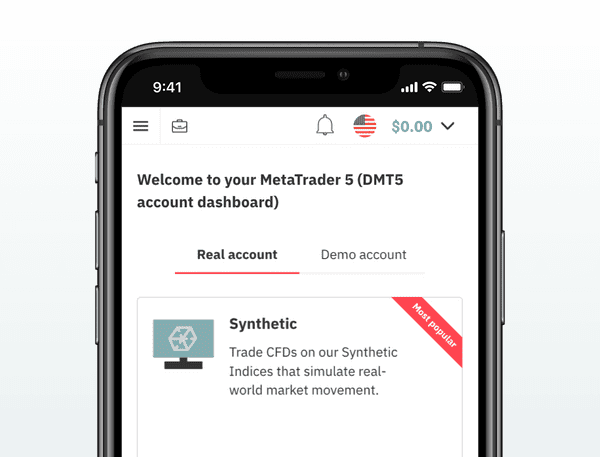 9:41
$0.00
Welcome to your MetaTrader 5 (DMT5
account dashboard)
Real account
Demo account
Most popular
Synthetic
Trade CFDs on our Synthetic
Indices that simulate real-
world market movement.